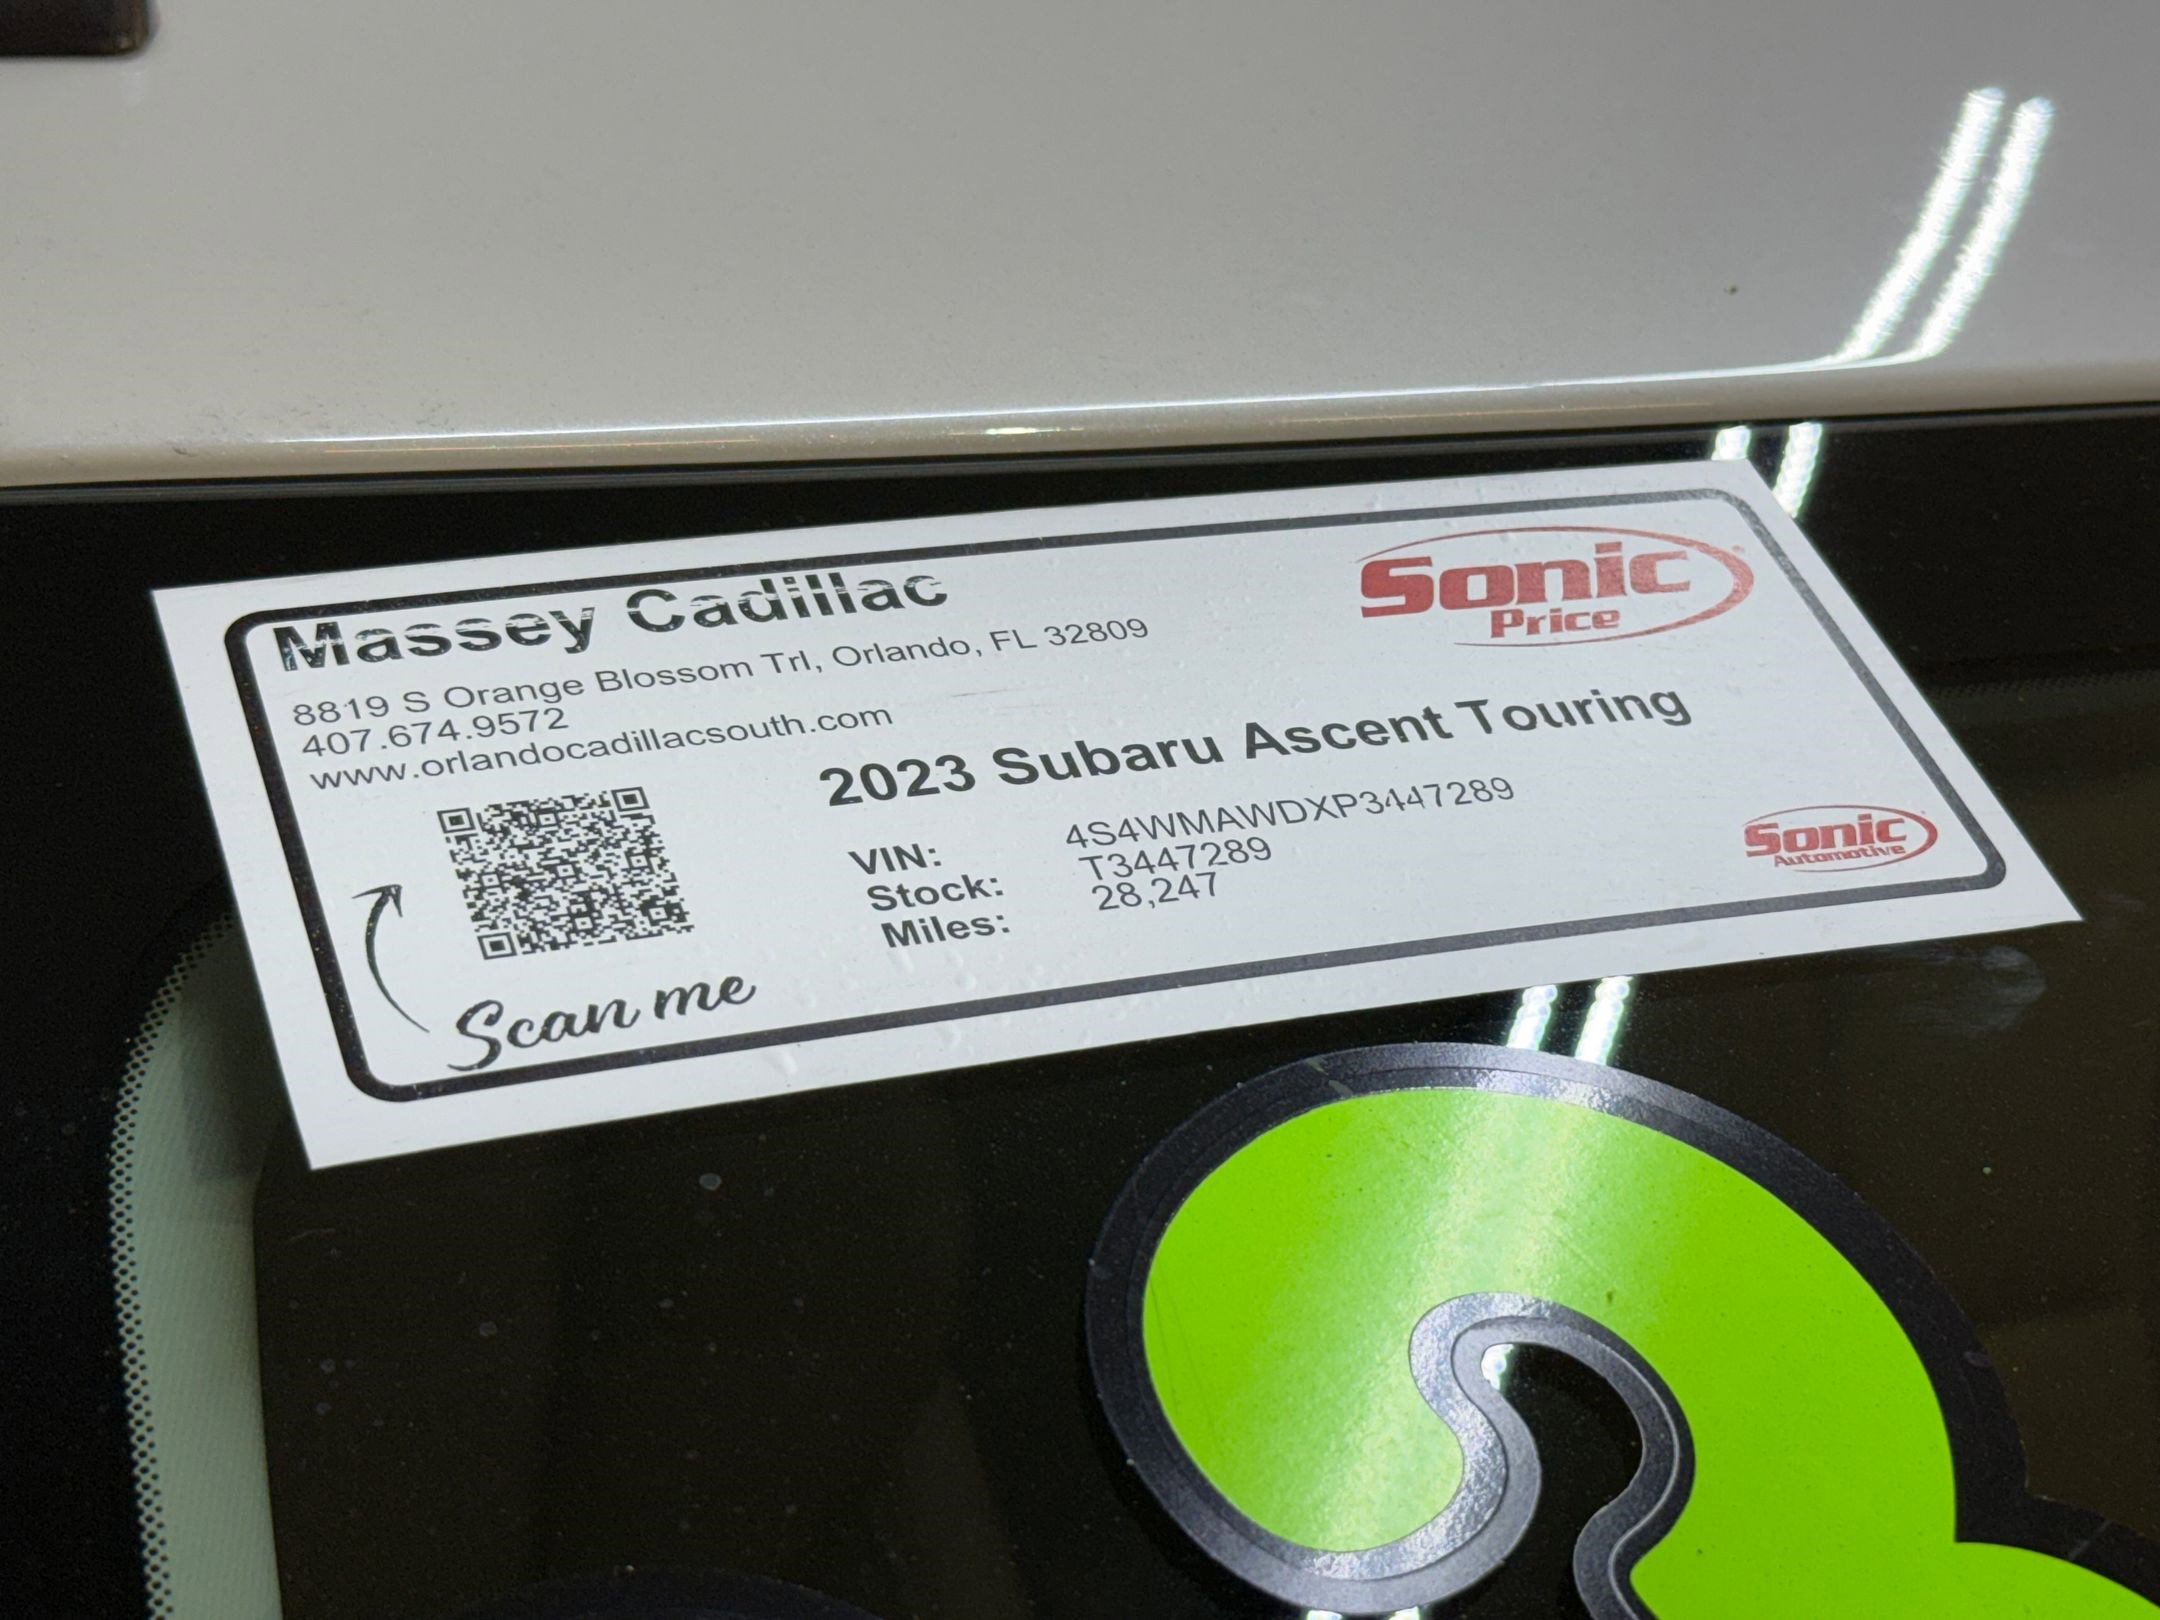 Massey Cadillac
8819 S Orange Blossom Trl, Orlando, FL 32809
407.674.9572
www.orlandocadillacsouth.com
Sonic®
Price
2023 Subaru Ascent Touring
VIN: 4S4WMAWDXP3447289
Stock: T3447289
Miles: 28,247
Scan me
Sonic®
Automotive